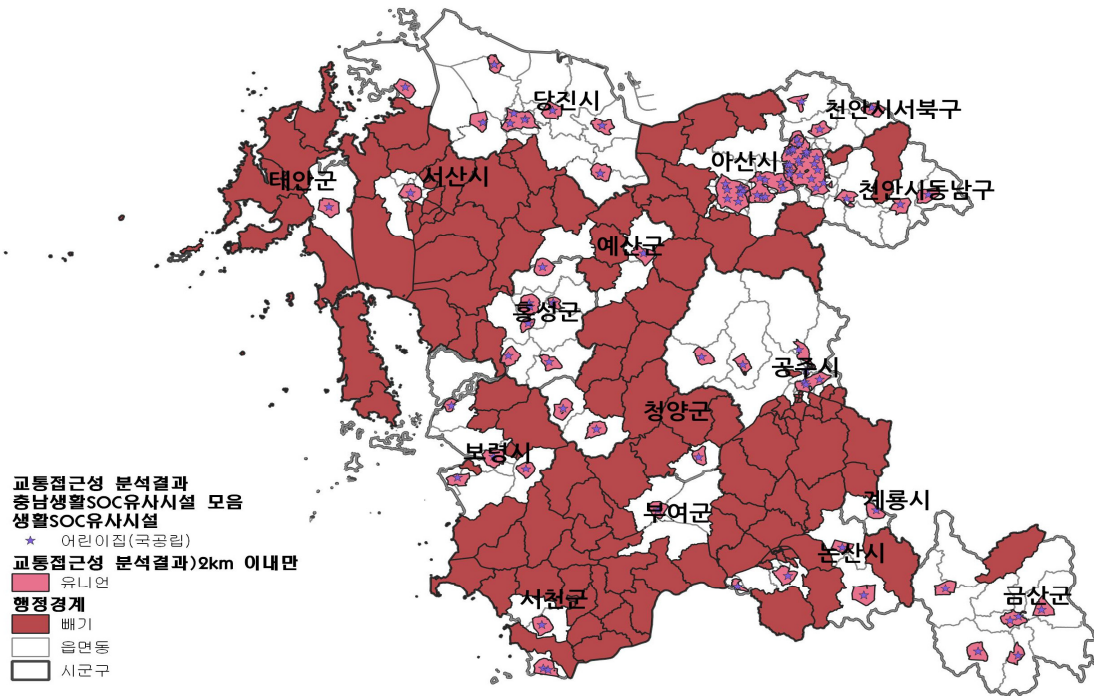 당진시
천안시서북구
아산시
태안군
서산시
천안시동남구
예산군
홍성군
공주시
청양군
보령시
부여군
계룡시
논산시
서천군
금산군
교통접근성 분석결과
충남생활SOC유사시설 모음
생활SOC유사시설
어린이집(국공립)
교통접근성 분석결과)2km 이내만
유니언
행정경계
빼기
읍면동
시군구